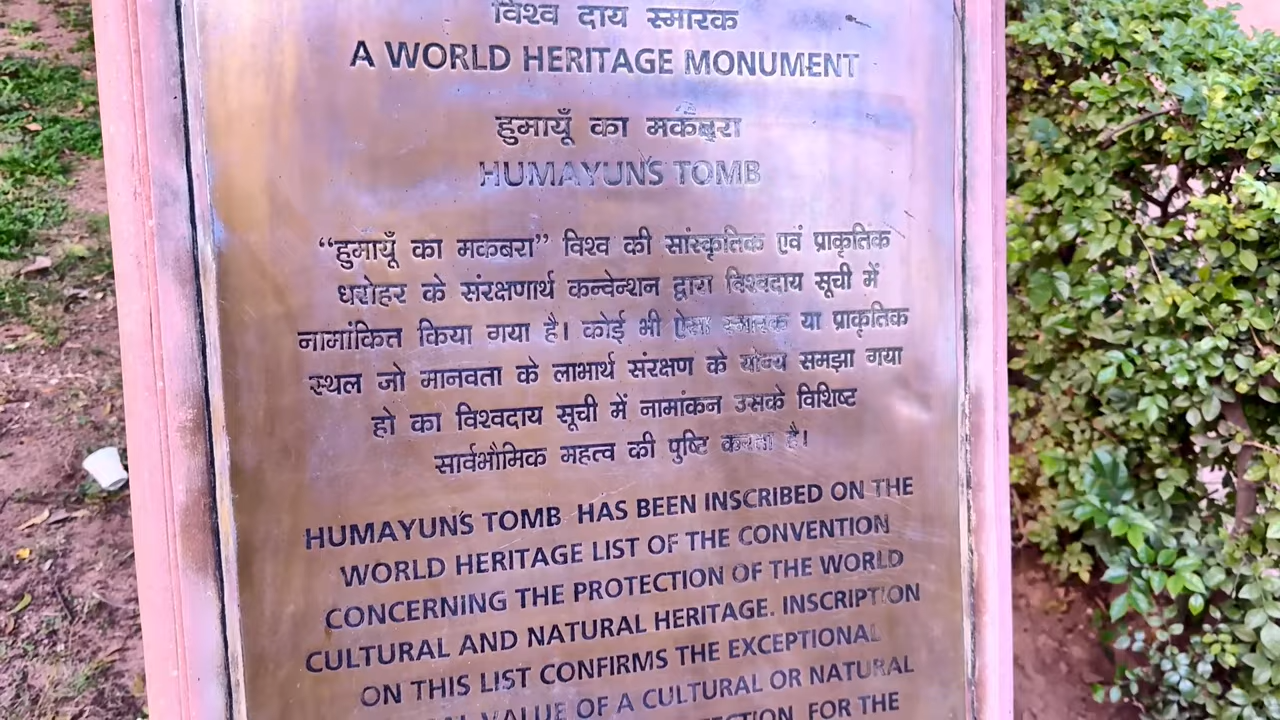 विश्व दाय स्मारक
A WORLD HERITAGE MONUMENT
हुमायूँ का मकबरा
HUMAYUN'S TOMB
“हुमायूँ का मकबरा” विश्व की सांस्कृतिक एवं प्राकृतिक
धरोहर के संरक्षणार्थ कन्वेन्शन द्वारा विश्वदाय सूची में
नामांकित किया गया है। कोई भी ऐसा स्मारक या प्राकृतिक
स्थल जो मानवता के लाभार्थ संरक्षण के योग्य समझा गया
हो का विश्वदाय सूची में नामांकन उसके विशिष्ट
सार्वभौमिक महत्व की पुष्टि करता है।
HUMAYUN'S TOMB HAS BEEN INSCRIBED ON THE
WORLD HERITAGE LIST OF THE CONVENTION
CONCERNING THE PROTECTION OF THE WORLD
CULTURAL AND NATURAL HERITAGE. INSCRIPTION
ON THIS LIST CONFIRMS THE EXCEPTIONAL
VALUE OF A CULTURAL OR NATURAL
FOR THE